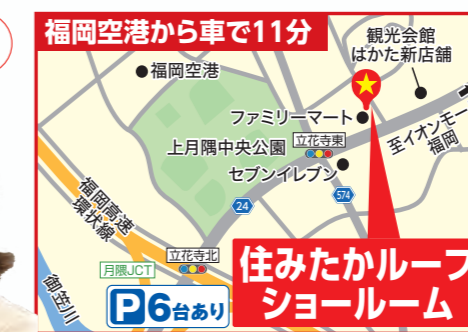 福岡空港から車で11分
観光会館
はかた新店舗
福岡空港
ファミリーマート
至イオンモー
福岡
上月隈中央公園
立花寺東
セブンイレブン
福岡高速
環状線
24
574
立花寺北
月隈JCT
御笠川
P6台あり
住みたかループ
ショールーム